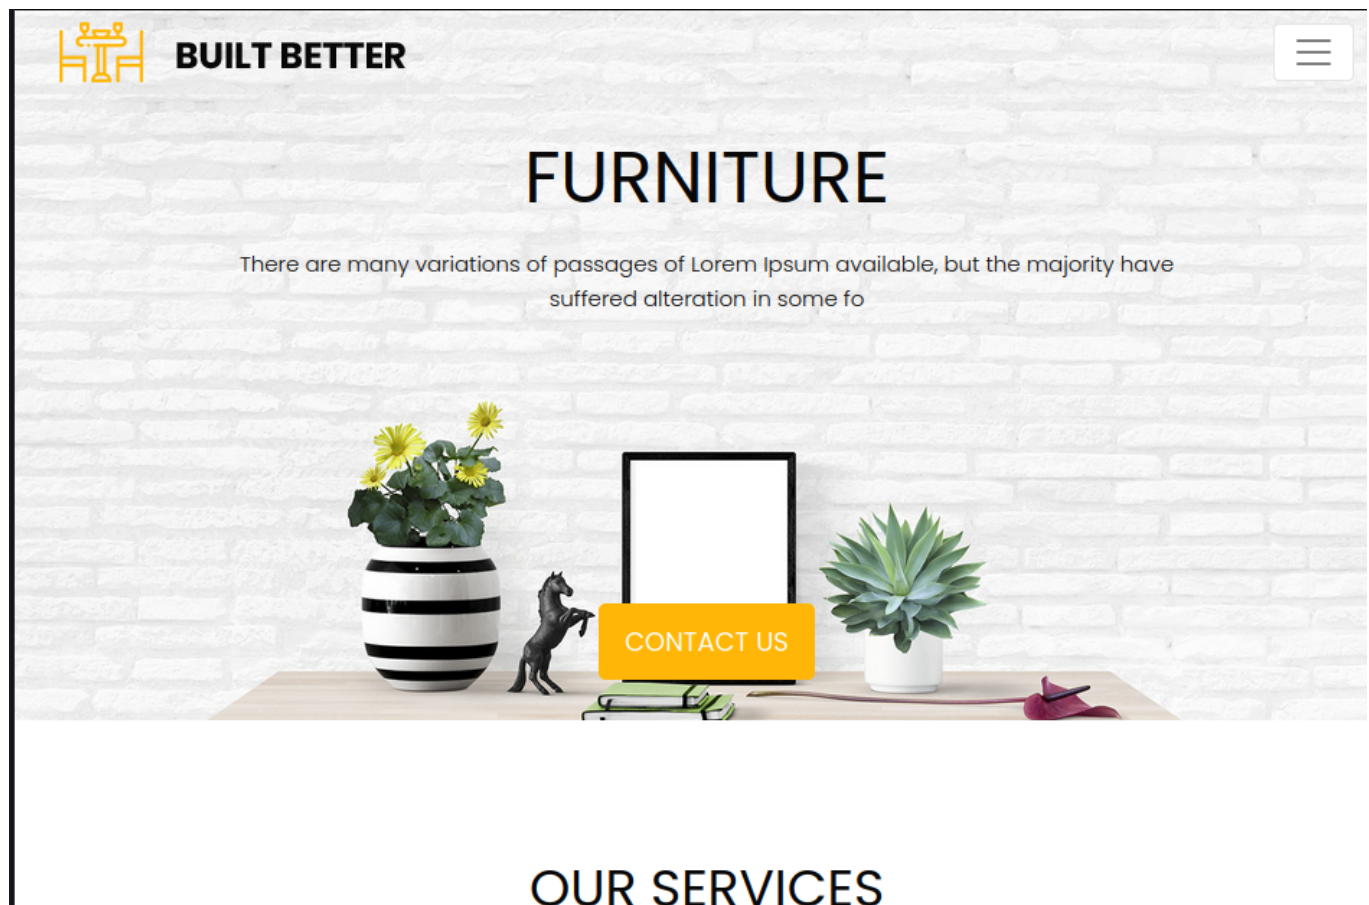 BUILT BETTER
FURNITURE
There are many variations of passages of Lorem Ipsum available, but the majority have
suffered alteration in some fo
CONTACT US
OUR SERVICES